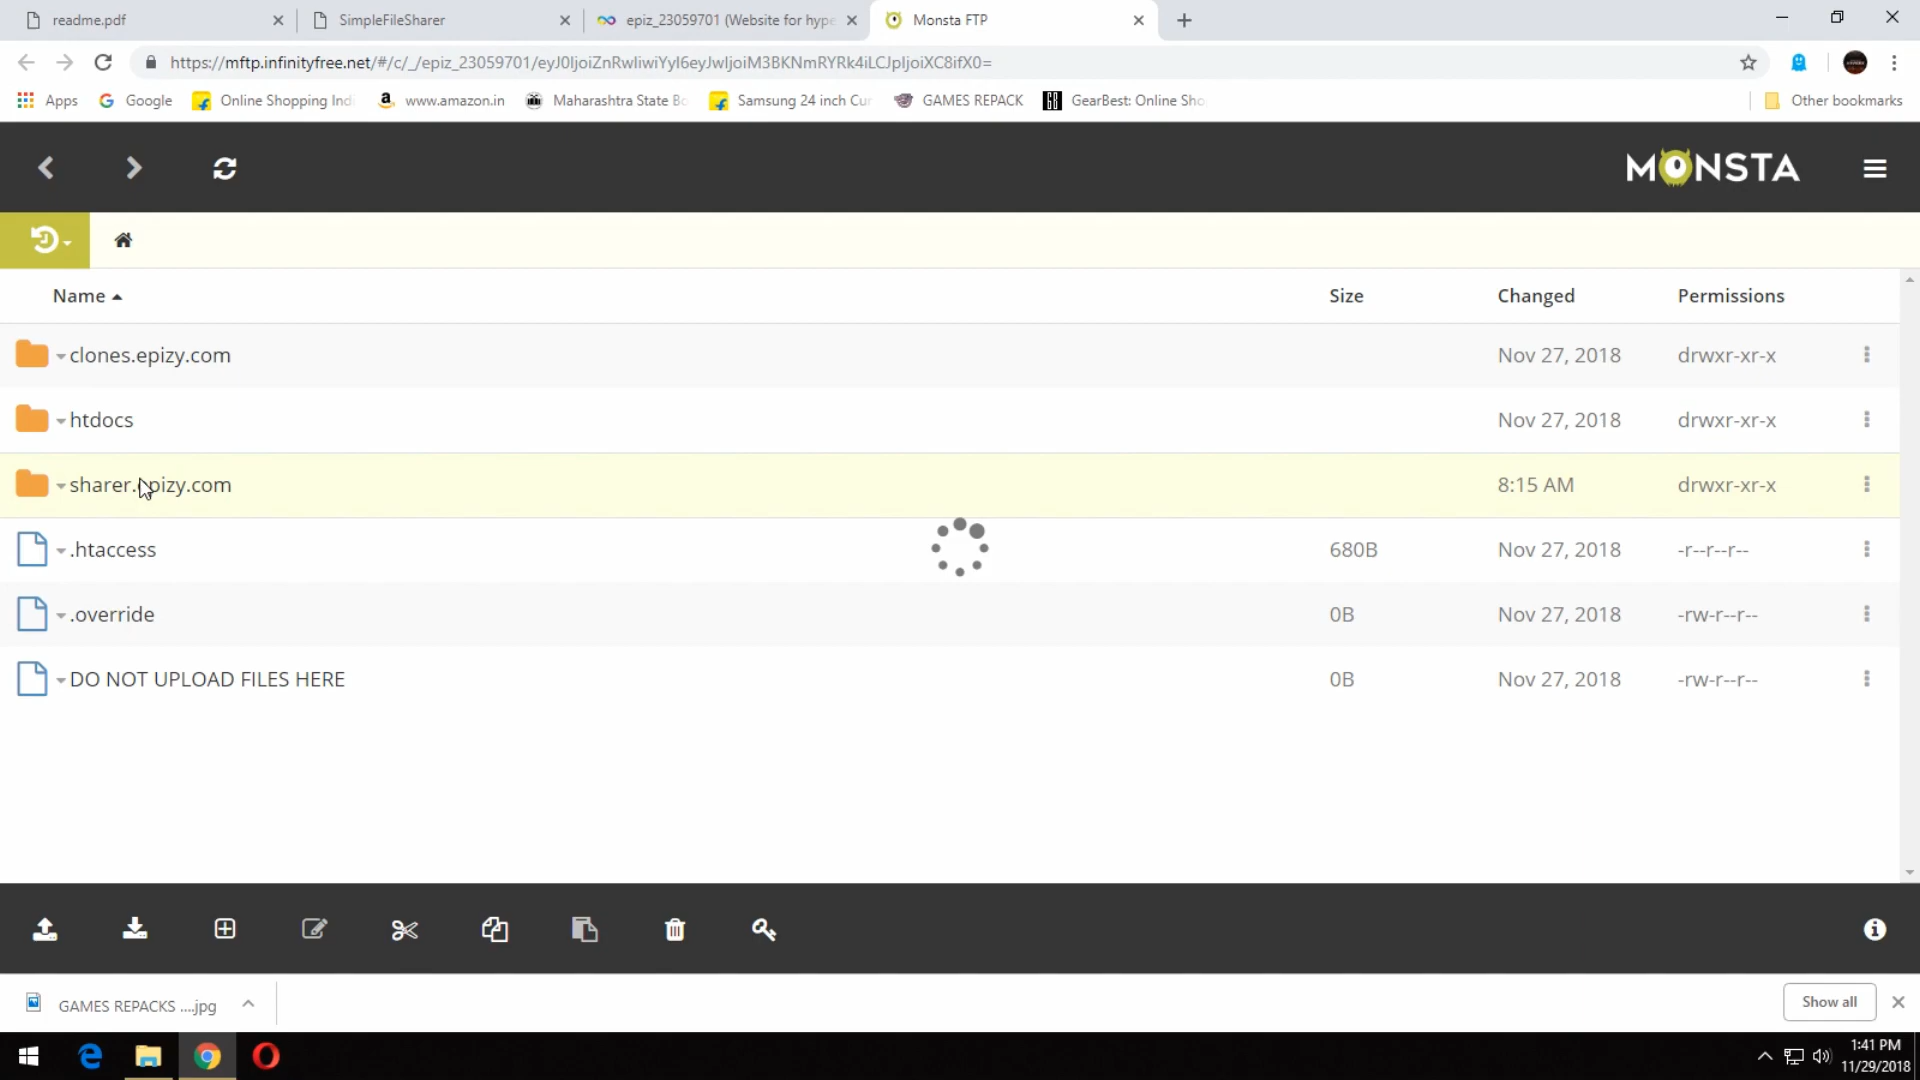 readme.pdf
SimpleFileSharer
epiz_23059701 (Website for hype
Monsta FTP
https://mftp.infinityfree.net/#/c/_/epiz_23059701/eyJ0IjoiZnRwIiwiYyI6eyJwIjoiM3BKNmRYRk4iLCJpIjoiXC8ifX0=
Apps
Google
Online Shopping Indi
www.amazon.in
Maharashtra State Bo
Samsung 24 inch Cur
GAMES REPACK
GearBest: Online Sho
Other bookmarks
MONSTA
Name
Size
Changed
Permissions
clones.epizy.com
Nov 27, 2018
drwxr-xr-x
htdocs
Nov 27, 2018
drwxr-xr-x
sharer.epizy.com
8:15 AM
drwxr-xr-x
.htaccess
680B
Nov 27, 2018
-r--r--r--
.override
0B
Nov 27, 2018
-rw-r--r--
DO NOT UPLOAD FILES HERE
0B
Nov 27, 2018
-rw-r--r--
GAMES REPACKS ....jpg
Show all
1:41 PM
11/29/2018